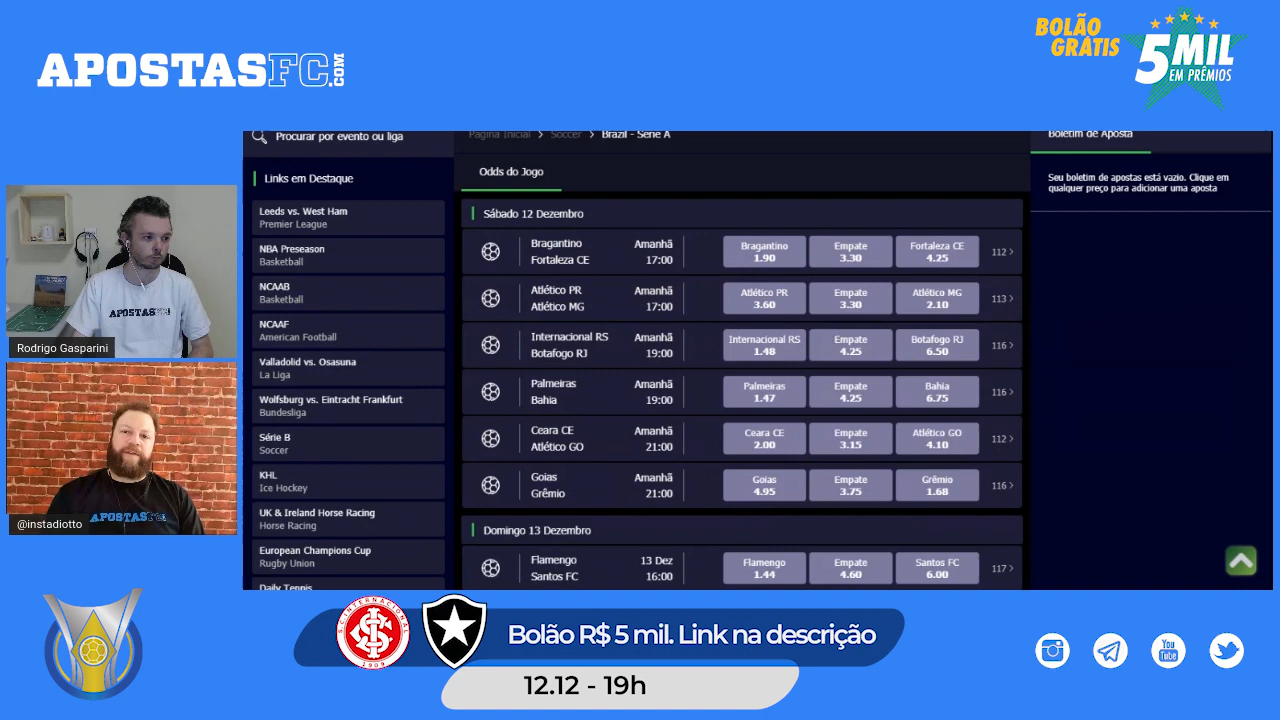 APOSTASFC.COM
BOLÃO
GRÁTIS
5 MIL
EM PRÊMIOS
Procurar por evento ou liga
Pagina Inicial > Soccer > Brazil - Serie A
Boletim de Aposta
Links em Destaque
Odds do Jogo
Seu boletim de apostas está vazio. Clique em
qualquer preço para adicionar uma aposta
Leeds vs. West Ham
Premier League
NBA Preseason
Basketball
NCAAB
Basketball
NCAAF
American Football
Valladolid vs. Osasuna
La Liga
Wolfsburg vs. Eintracht Frankfurt
Bundesliga
Série B
Soccer
KHL
Ice Hockey
UK & Ireland Horse Racing
Horse Racing
European Champions Cup
Rugby Union
Daily Tennis
Sábado 12 Dezembro
Bragantino Amanhã Bragantino Empate Fortaleza CE
Fortaleza CE 17:00 1.90 3.30 4.25 112 >
Atlético PR Amanhã Atlético PR Empate Atlético MG
Atlético MG 17:00 3.60 3.30 2.10 113 >
Internacional RS Amanhã Internacional RS Empate Botafogo RJ
Botafogo RJ 19:00 1.48 4.25 6.50 116 >
Palmeiras Amanhã Palmeiras Empate Bahia
Bahia 19:00 1.47 4.25 6.75 116 >
Ceara CE Amanhã Ceara CE Empate Atlético GO
Atlético GO 21:00 2.00 3.15 4.10 112 >
Goias Amanhã Goias Empate Grêmio
Grêmio 21:00 4.95 3.75 1.68 116 >
Domingo 13 Dezembro
Flamengo 13 Dez Flamengo Empate Santos FC
Santos FC 16:00 1.44 4.60 6.00 117 >
APOSTASFC
Rodrigo Gasparini
APOSTASFC
@instadiotto
S.C. INTERNACIONAL
1909
Bolão R$ 5 mil. Link na descrição
12.12 - 19h
You
Tube